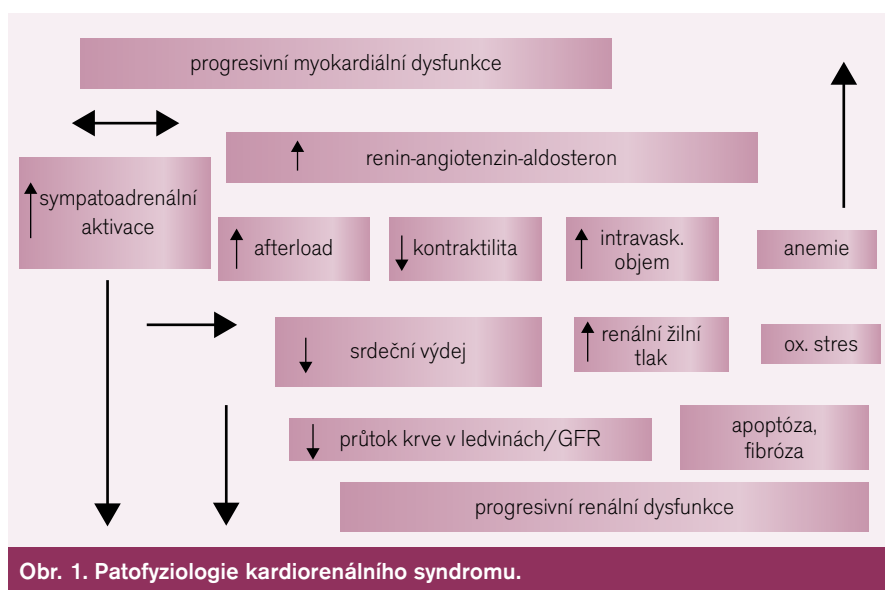 progresivní myokardiální dysfunkce
renin-angiotenzin-aldosteron
sympatoadrenální
aktivace
afterload
kontraktilita
intravask.
objem
anemie
srdeční výdej
renální žilní
tlak
ox. stres
průtok krve v ledvinách/GFR
apoptóza,
fibróza
progresivní renální dysfunkce
Obr. 1. Patofyziologie kardiorenálního syndromu.